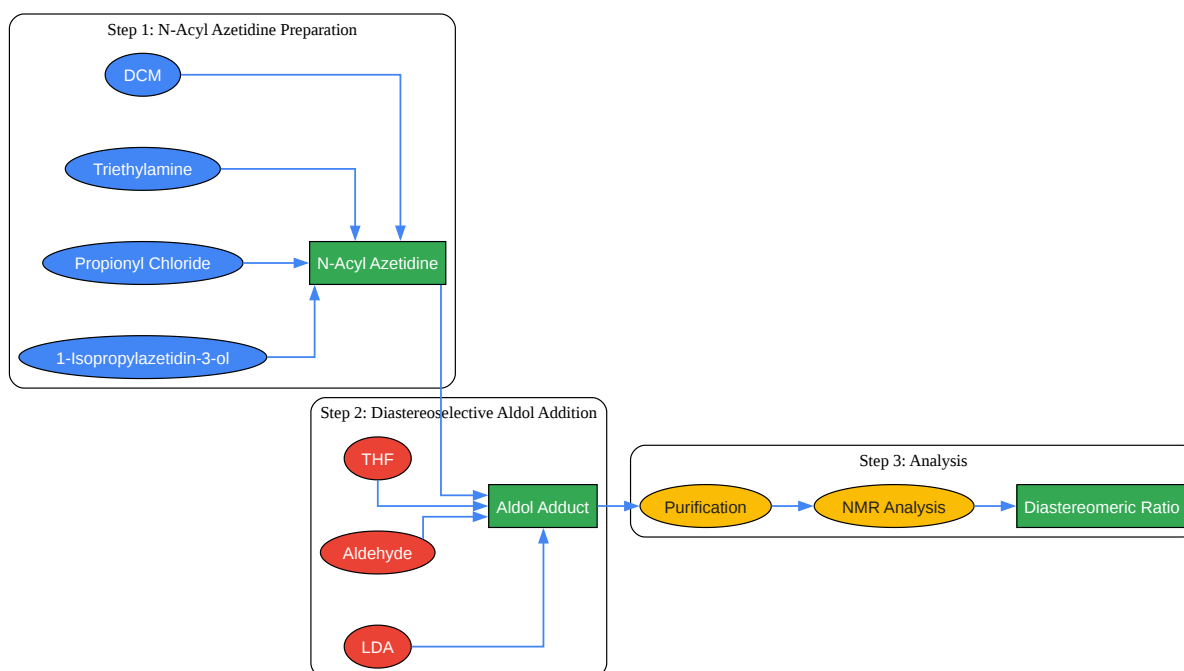 Step 1: N-Acyl Azetidine Preparation
DCM
Triethylamine
Propionyl Chloride
N-Acyl Azetidine
1-Isopropylazetidin-3-ol
Step 2: Diastereoselective Aldol Addition
THF
Aldehyde
LDA
Aldol Adduct
Step 3: Analysis
Purification
NMR Analysis
Diastereomeric Ratio